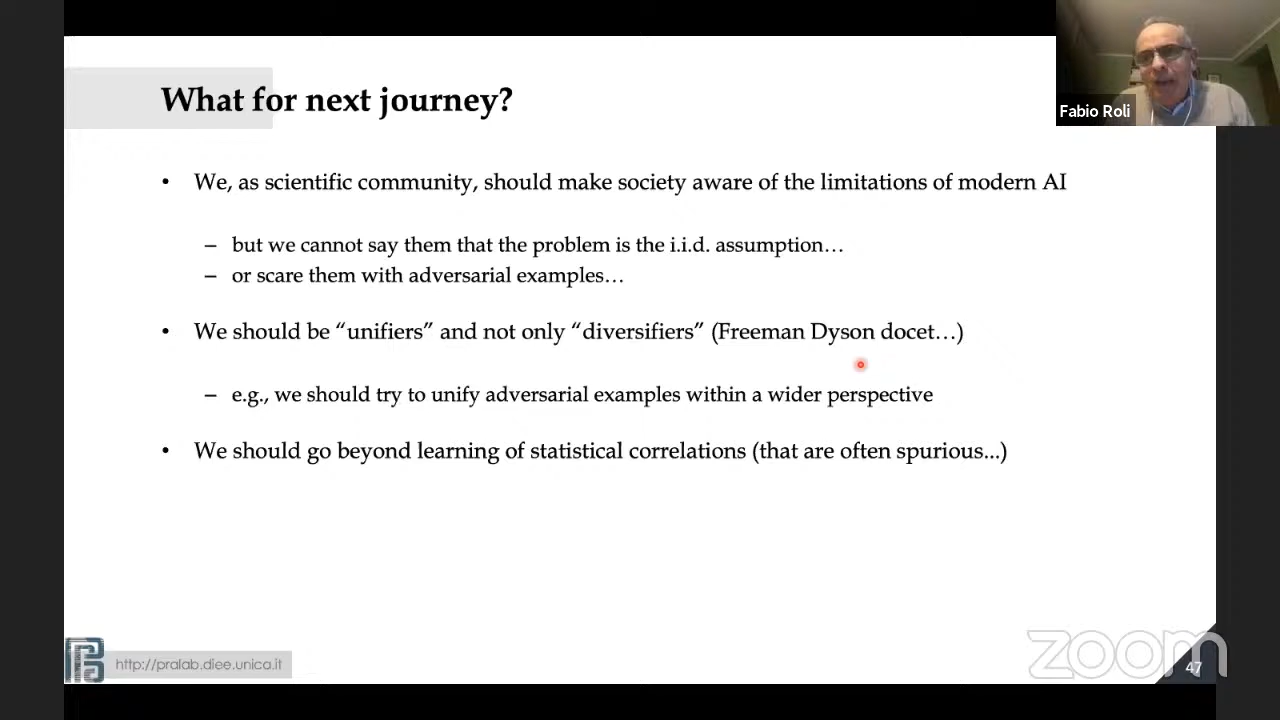 What for next journey?
Fabio Roli
• We, as scientific community, should make society aware of the limitations of modern AI
– but we cannot say them that the problem is the i.i.d. assumption…
– or scare them with adversarial examples…
• We should be “unifiers” and not only “diversifiers” (Freeman Dyson docet…)
– e.g., we should try to unify adversarial examples within a wider perspective
• We should go beyond learning of statistical correlations (that are often spurious...)
http://pralab.diee.unica.it
zoom
47